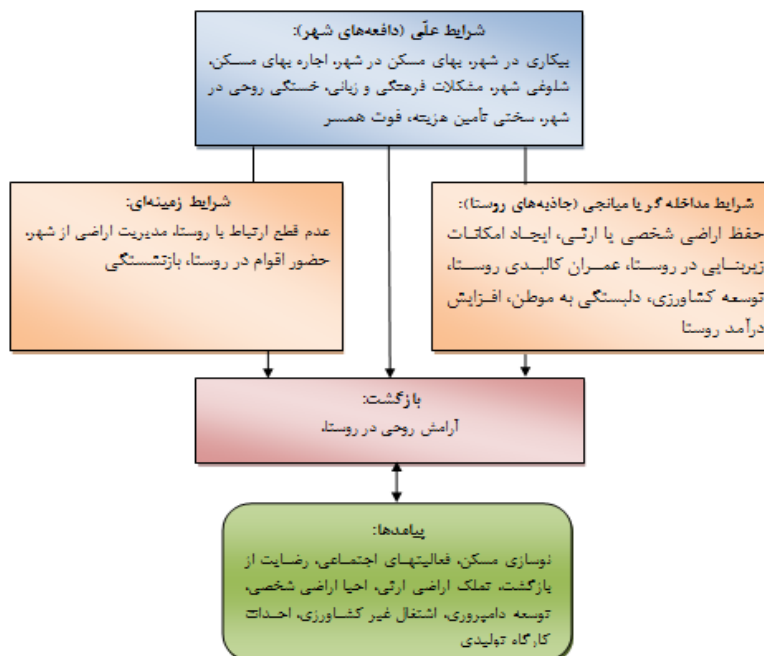 شرایط علّی (دافعه‌های شهر):
بیکاری در شهر، بهای مسکن در شهر، اجاره بهای مسکن،
شلوغی شهر، مشکلات فرهنگی و زبانی، خستگی روحی در
شهر، سختی تأمین هزینه، فوت همسر
شرایط مداخله گر یا میانجی (جاذبه‌های روستا):
حفظ اراضی شخصی یا ارثی، ایجاد امکانات
زیربنایی در روستا، عمران کالبدی روستا،
توسعه کشاورزی، دلبستگی به موطن، افزایش
درآمد روستا
شرایط زمینه‌ای:
عدم قطع ارتباط با روستا، مدیریت اراضی از شهر،
حضور اقوام در روستا، بازنشستگی
بازگشت:
آرامش روحی در روستا،
پیامدها:
نوسازی مسکن، فعالیتهای اجتماعی، رضایت از
بازگشت، تملک اراضی ارثی، احیا اراضی شخصی،
توسعه دامپروری، اشتغال غیر کشاورزی، احداث
کارگاه تولیدی